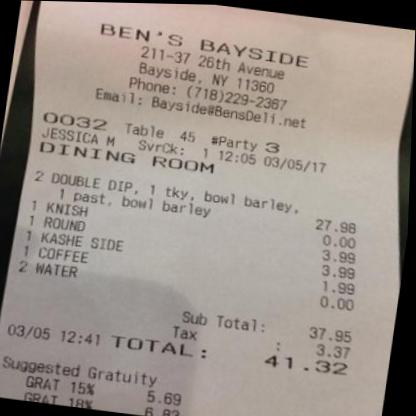 BEN'S BAYSIDE
211-37 26th Avenue
Bayside, NY 11360
Phone: (718)229-2367
Email: Bayside@BensDeli.net
0032 Table 45 #Party 3
JESSICA M SvrCk: 1 12:05 03/05/17
DINING ROOM
2 DOUBLE DIP, 1 tky, bowl barley,
1 past, bowl barley 27.98
1 KNISH 0.00
1 ROUND 3.99
1 KASHE SIDE 3.99
1 COFFEE 1.99
2 WATER 0.00
Sub Total: 37.95
Tax : 3.37
03/05 12:41 TOTAL: 41.32
Suggested Gratuity
GRAT 15% 5.69
GRAT 18% 6.83